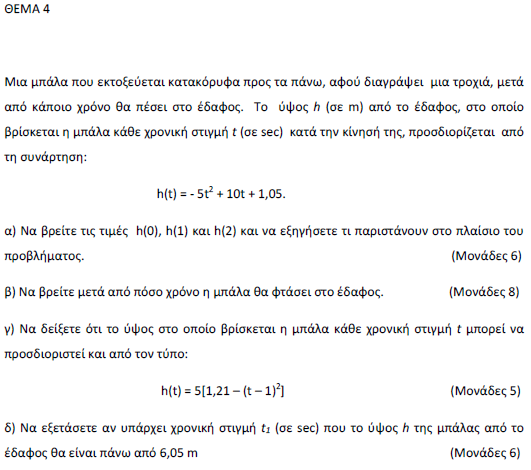 ΘΕΜΑ 4
Μια μπάλα που εκτοξεύεται κατακόρυφα προς τα πάνω, αφού διαγράψει μια τροχιά, μετά
από κάποιο χρόνο θα πέσει στο έδαφος. Το ύψος h (σε m) από το έδαφος, στο οποίο
βρίσκεται η μπάλα κάθε χρονική στιγμή t (σε sec) κατά την κίνησή της, προσδιορίζεται από
τη συνάρτηση:
h(t) = - 5t² + 10t + 1,05.
α) Να βρείτε τις τιμές h(0), h(1) και h(2) και να εξηγήσετε τι παριστάνουν στο πλαίσιο του
προβλήματος. (Μονάδες 6)
β) Να βρείτε μετά από πόσο χρόνο η μπάλα θα φτάσει στο έδαφος. (Μονάδες 8)
γ) Να δείξετε ότι το ύψος στο οποίο βρίσκεται η μπάλα κάθε χρονική στιγμή t μπορεί να
προσδιοριστεί και από τον τύπο:
h(t) = 5[1,21 – (t – 1)²] (Μονάδες 5)
δ) Να εξετάσετε αν υπάρχει χρονική στιγμή t₁ (σε sec) που το ύψος h της μπάλας από το
έδαφος θα είναι πάνω από 6,05 m (Μονάδες 6)